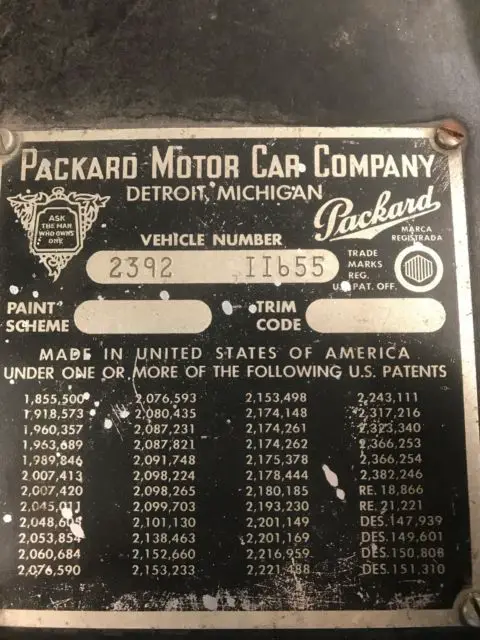 PACKARD MOTOR CAR COMPANY
DETROIT, MICHIGAN
ASK
THE MAN
WHO OWNS
ONE
Packard
MARCA
REGISTRADA
VEHICLE NUMBER
2392 II655
TRADE
MARKS
REG.
U.S. PAT. OFF.
PAINT
SCHEME
TRIM
CODE
MADE IN UNITED STATES OF AMERICA
UNDER ONE OR MORE OF THE FOLLOWING U.S. PATENTS
1,855,500 2,076,593 2,153,498 2,243,111
1,918,573 2,080,435 2,174,148 2,317,216
1,960,357 2,087,231 2,174,261 2,323,340
1,963,689 2,087,821 2,174,262 2,366,253
1,989,846 2,091,748 2,175,378 2,366,254
2,007,413 2,098,224 2,178,444 2,382,246
2,007,420 2,098,265 2,180,185 RE. 18,866
2,045,011 2,099,703 2,193,230 RE. 21,221
2,101,130 2,201,149 DES. 147,939
2,053,854 2,138,463 2,201,169 DES. 149,601
2,060,684 2,152,660 2,216,959 DES. 150,808
2,076,590 2,153,233 DES. 151,310